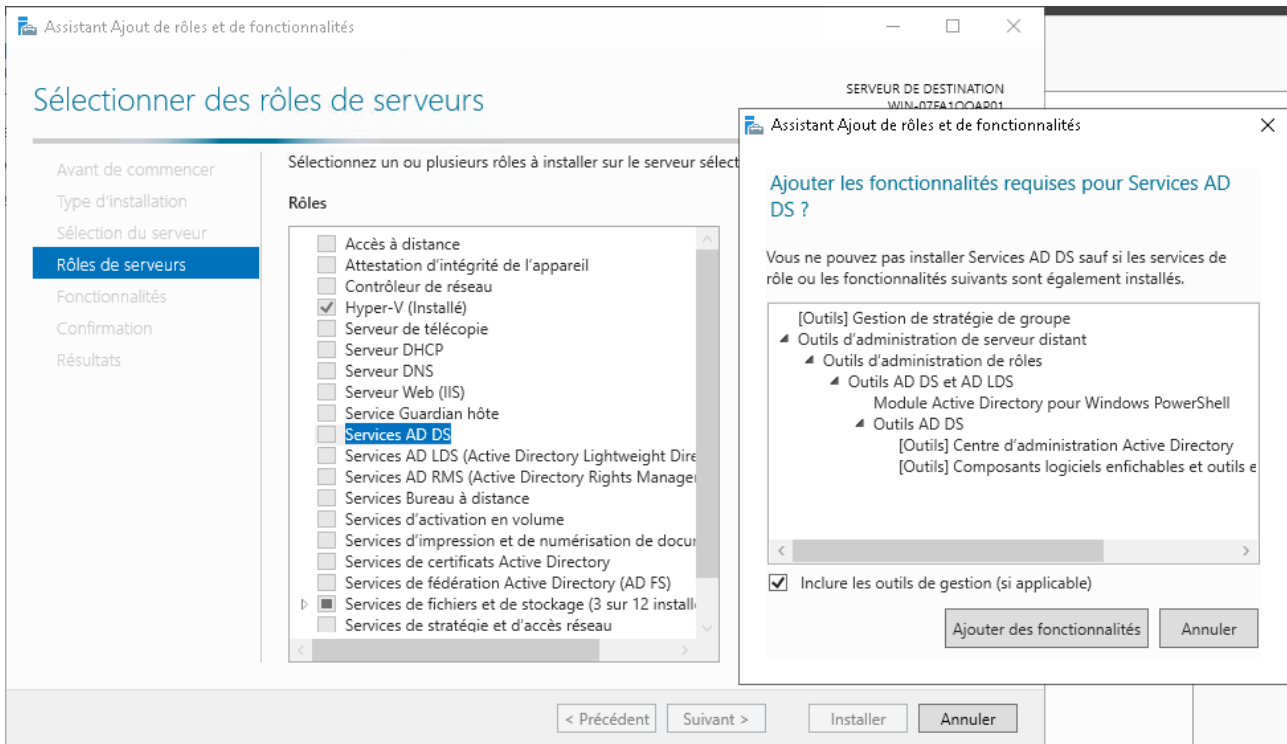 Assistant Ajout de rôles et de fonctionnalités
Sélectionner des rôles de serveurs
SERVEUR DE DESTINATION
Avant de commencer
Type d'installation
Sélection du serveur
Rôles de serveurs
Fonctionnalités
Confirmation
Résultats
Sélectionnez un ou plusieurs rôles à installer sur le serveur sélect
Rôles
Accès à distance
Attestation d'intégrité de l'appareil
Contrôleur de réseau
Hyper-V (Installé)
Serveur de télécopie
Serveur DHCP
Serveur DNS
Serveur Web (IIS)
Service Guardian hôte
Services AD DS
Services AD LDS (Active Directory Lightweight Dire
Services AD RMS (Active Directory Rights Manage
Services Bureau à distance
Services d'activation en volume
Services d'impression et de numérisation de docu
Services de certificats Active Directory
Services de fédération Active Directory (AD FS)
Services de fichiers et de stockage (3 sur 12 install
Services de stratégie et d'accès réseau
< Précédent
Suivant >
Installer
Annuler
Assistant Ajout de rôles et de fonctionnalités
Ajouter les fonctionnalités requises pour Services AD
DS ?
Vous ne pouvez pas installer Services AD DS sauf si les services de
rôle ou les fonctionnalités suivants sont également installés.
[Outils] Gestion de stratégie de groupe
Outils d'administration de serveur distant
Outils d'administration de rôles
Outils AD DS et AD LDS
Module Active Directory pour Windows PowerShell
Outils AD DS
[Outils] Centre d'administration Active Directory
[Outils] Composants logiciels enfichables et outils e
Inclure les outils de gestion (si applicable)
Ajouter des fonctionnalités
Annuler